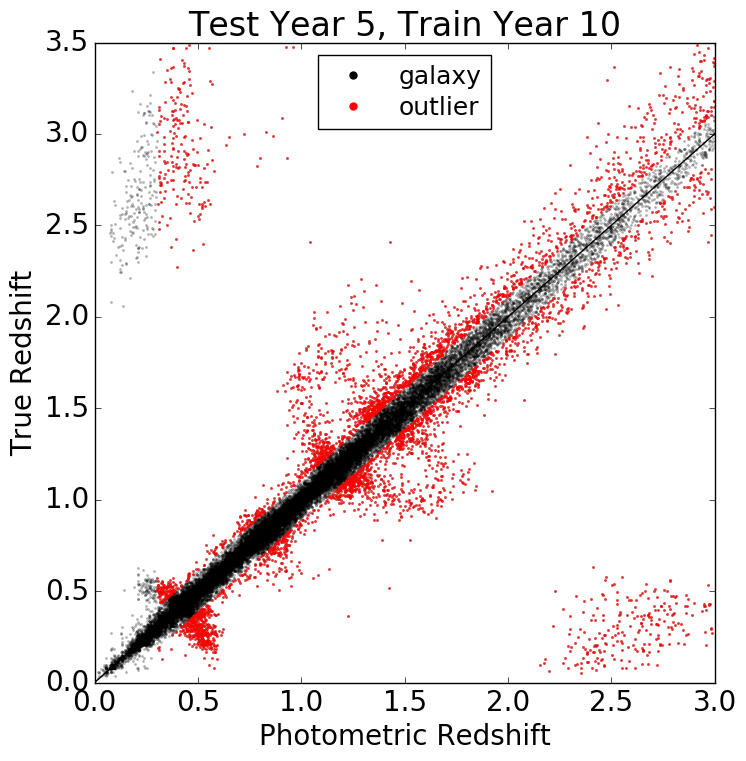 Test Year 5, Train Year 10
galaxy
outlier
3.5
3.0
2.5
2.0
1.5
1.0
0.5
0.0
True Redshift
0.0 0.5 1.0 1.5 2.0 2.5 3.0
Photometric Redshift